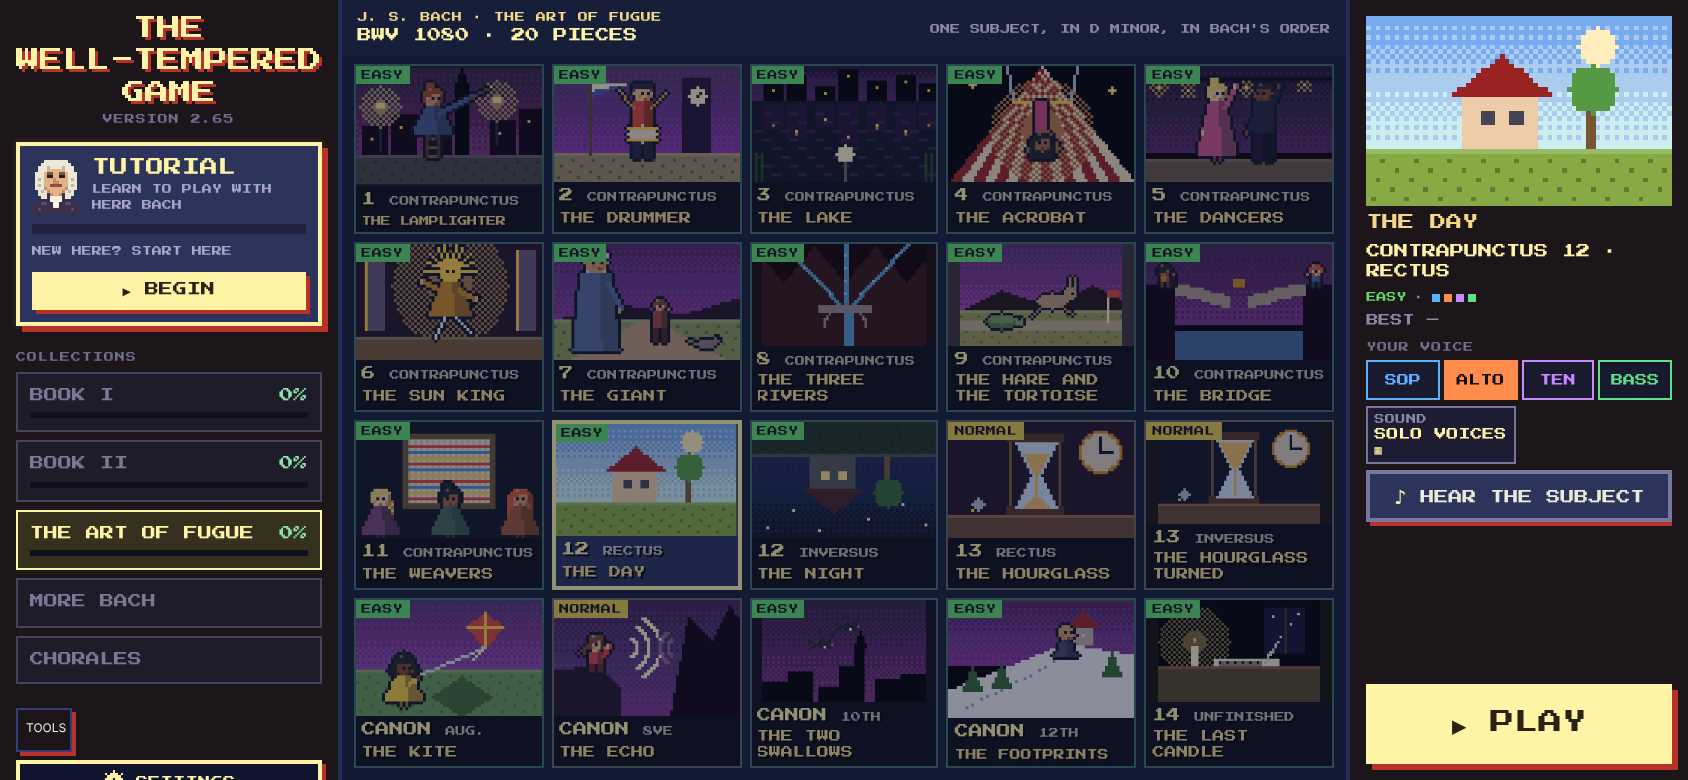 THE
WELL-TEMPERED
GAME
VERSION 2.65
TUTORIAL
LEARN TO PLAY WITH
HERR BACH
NEW HERE? START HERE
▶ BEGIN
COLLECTIONS
BOOK I 0%
BOOK II 0%
THE ART OF FUGUE 0%
MORE BACH
CHORALES
TOOLS
SETTINGS
J. S. BACH · THE ART OF FUGUE
BWV 1080 · 20 PIECES
ONE SUBJECT, IN D MINOR, IN BACH'S ORDER
EASY
1 CONTRAPUNCTUS
THE LAMPLIGHTER
EASY
2 CONTRAPUNCTUS
THE DRUMMER
EASY
3 CONTRAPUNCTUS
THE LAKE
EASY
4 CONTRAPUNCTUS
THE ACROBAT
EASY
5 CONTRAPUNCTUS
THE DANCERS
EASY
6 CONTRAPUNCTUS
THE SUN KING
EASY
7 CONTRAPUNCTUS
THE GIANT
EASY
8 CONTRAPUNCTUS
THE THREE
RIVERS
EASY
9 CONTRAPUNCTUS
THE HARE AND
THE TORTOISE
EASY
10 CONTRAPUNCTUS
THE BRIDGE
EASY
11 CONTRAPUNCTUS
THE WEAVERS
EASY
12 RECTUS
THE DAY
EASY
12 INVERSUS
THE NIGHT
NORMAL
13 RECTUS
THE HOURGLASS
NORMAL
13 INVERSUS
THE HOURGLASS
TURNED
EASY
CANON AUG.
THE KITE
NORMAL
CANON 8VE
THE ECHO
EASY
CANON 10TH
THE TWO
SWALLOWS
EASY
CANON 12TH
THE FOOTPRINTS
EASY
14 UNFINISHED
THE LAST
CANDLE
THE DAY
CONTRAPUNCTUS 12 ·
RECTUS
EASY ·
BEST —
YOUR VOICE
SOP ALTO TEN BASS
SOUND
SOLO VOICES
♪ HEAR THE SUBJECT
▶ PLAY